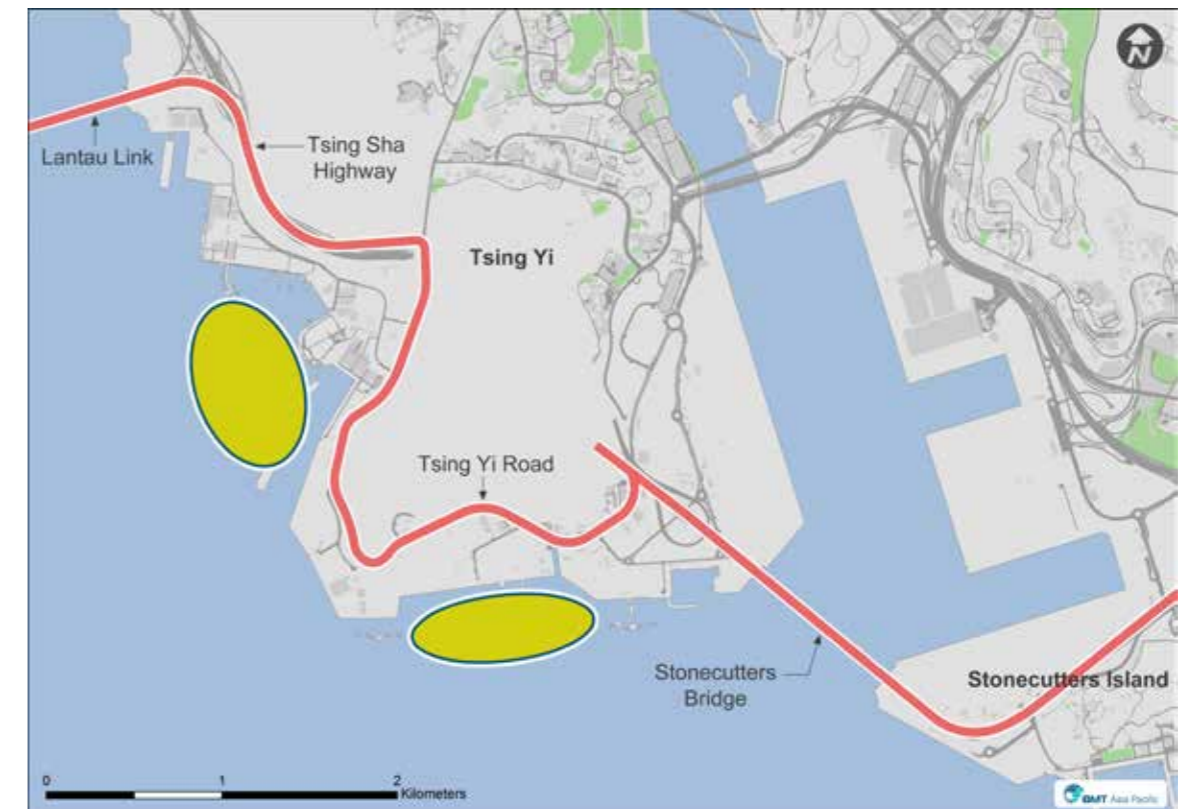 N
Lantau Link
Tsing Sha
Highway
Tsing Yi
Tsing Yi Road
Stonecutters
Bridge
Stonecutters Island
0 1 2
Kilometers
BMT Asia Pacific